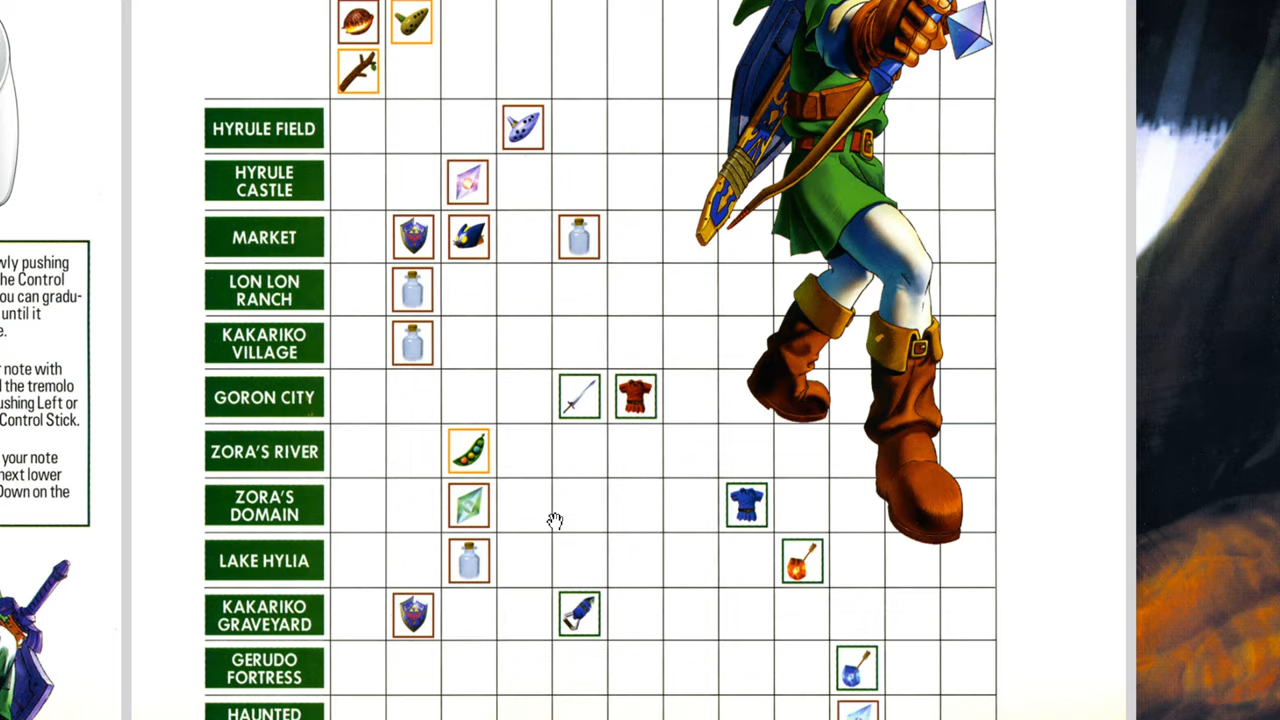 HYRULE FIELD
HYRULE
CASTLE
MARKET
LON LON
RANCH
KAKARIKO
VILLAGE
GORON CITY
ZORA'S RIVER
ZORA'S
DOMAIN
LAKE HYLIA
KAKARIKO
GRAVEYARD
GERUDO
FORTRESS
HAUNTED
wly pushing
he Control
ou can gradu-
until it
e.
r note with
d the tremolo
ushing Left or
Control Stick.
your note
next lower
Down on the